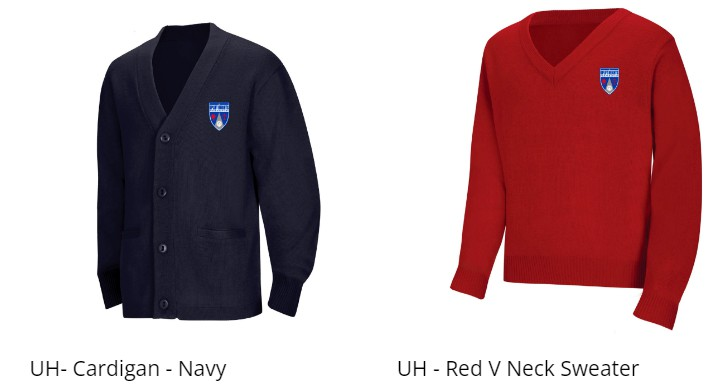 UH- Cardigan - Navy
UH - Red V Neck Sweater